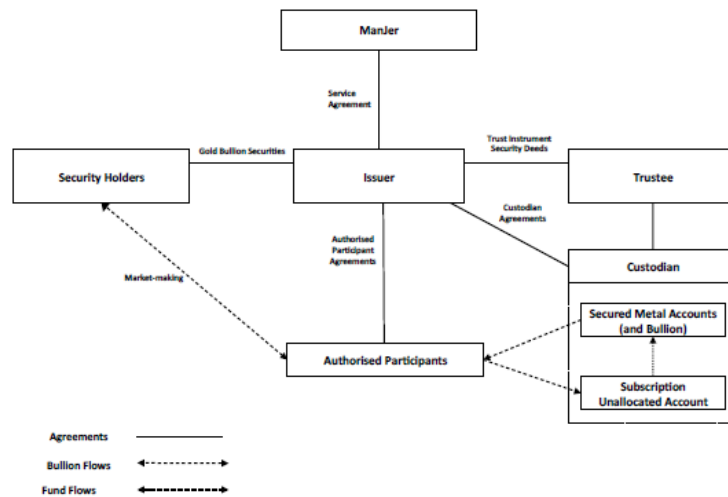 ManJer
Service
Agreement
Gold Bullion Securities
Trust Instrument
Security Deeds
Security Holders
Issuer
Trustee
Custodian
Agreements
Authorised
Participant
Agreements
Custodian
Market-making
Secured Metal Accounts
(and Bullion)
Authorised Participants
Subscription
Unallocated Account
Agreements
Bullion Flows
Fund Flows